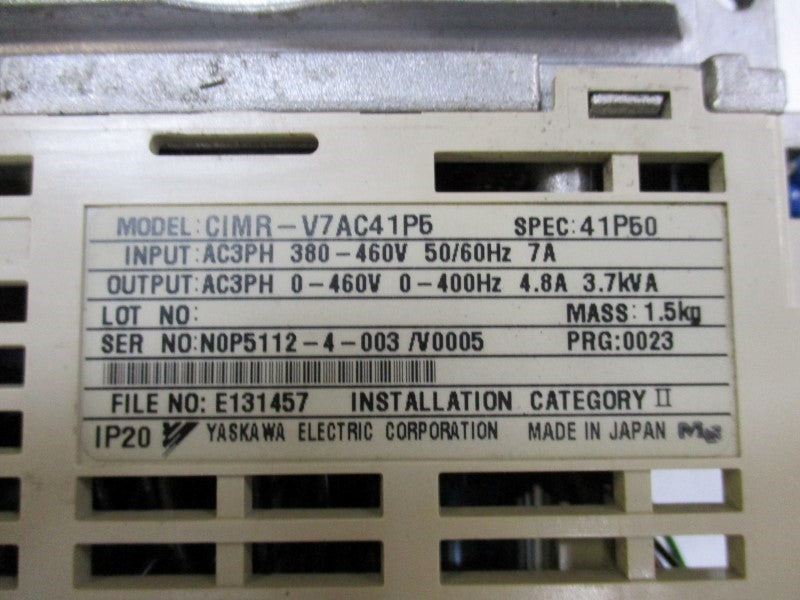 MODEL: CIMR-V7AC41P5 SPEC: 41P50
INPUT: AC3PH 380-460V 50/60Hz 7A
OUTPUT: AC3PH 0-460V 0-400Hz 4.8A 3.7kVA
LOT NO: MASS: 1.5kg
SER NO: N0P5112-4-003 /V0005 PRG: 0023
FILE NO: E131457 INSTALLATION CATEGORY II
IP20 YASKAWA ELECTRIC CORPORATION MADE IN JAPAN